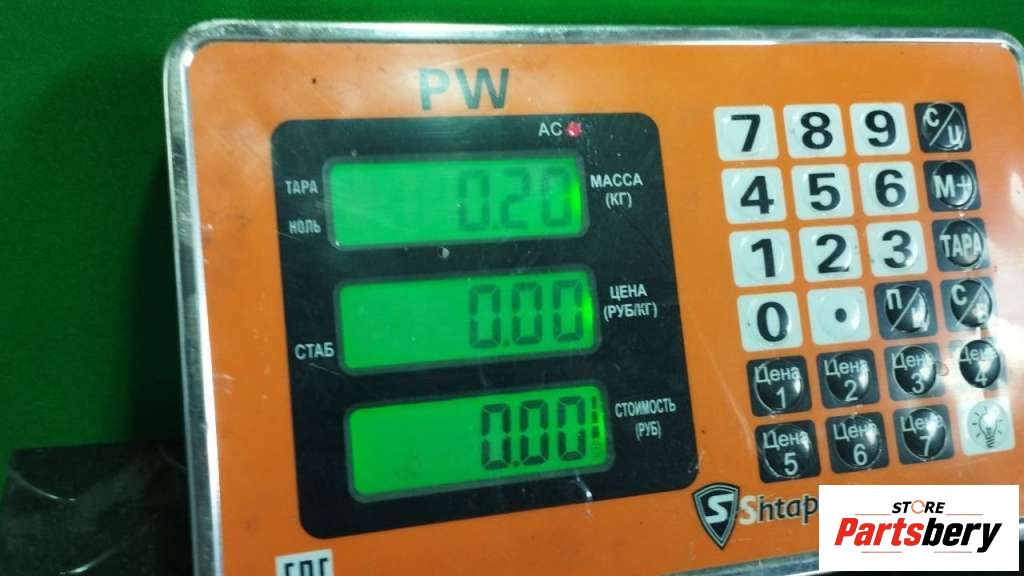 PW
AC
ТАРА
НОЛЬ
0.20
МАССА
(КГ)
0.00
ЦЕНА
(РУБ/КГ)
СТАБ
0.00
СТОИМОСТЬ
(РУБ)
7 8 9 С/Ц
4 5 6 М+
1 2 3 ТАРА
0 •
Цена 1 Цена 2 Цена 3 Цена 4
Цена 5 Цена 6 Цена 7
Shtap
EAC
STORE
Partsbery